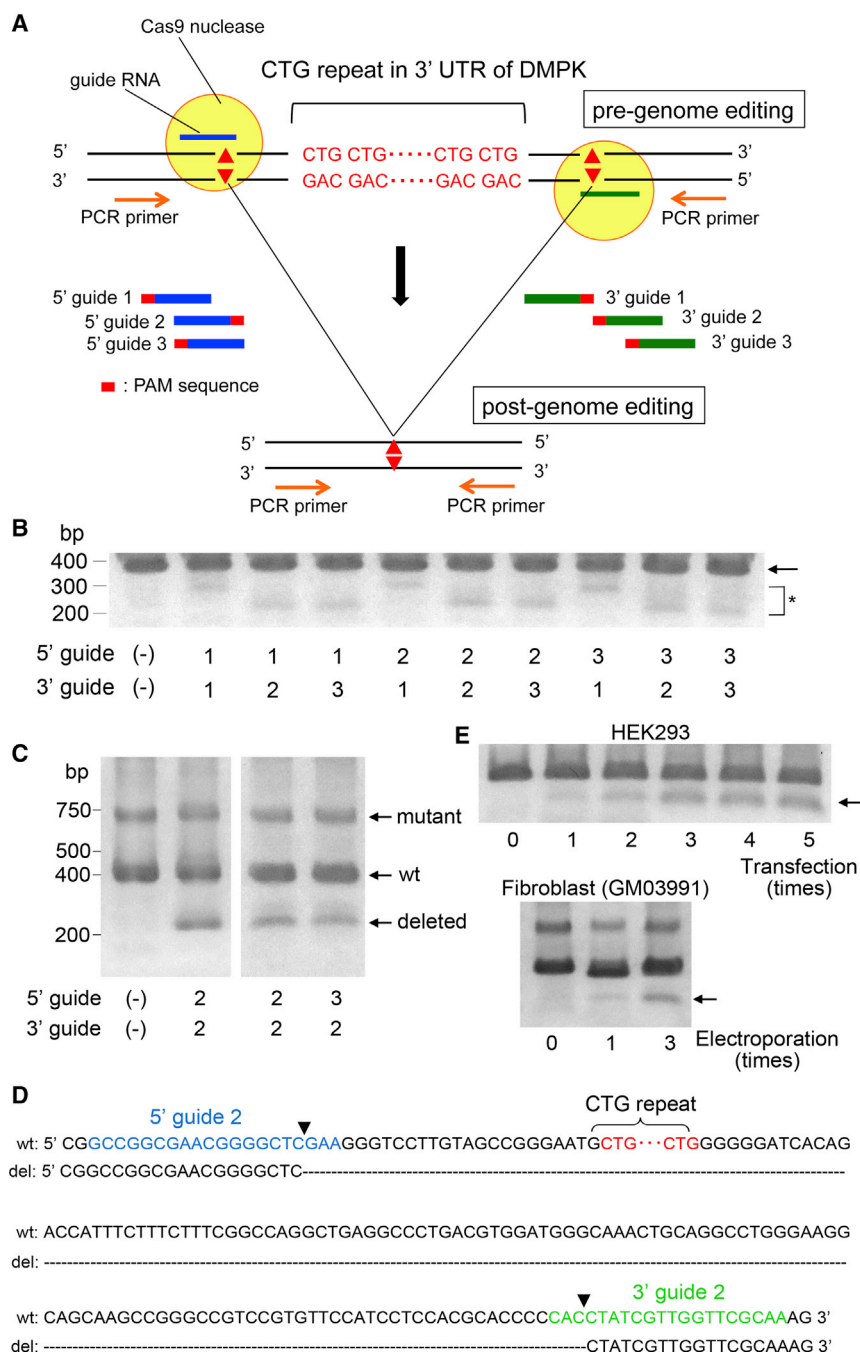 A
Cas9 nuclease
guide RNA
CTG repeat in 3' UTR of DMPK
pre-genome editing
5' CTG CTG ····· CTG CTG 3'
3' GAC GAC ····· GAC GAC 5'
PCR primer
PCR primer
5' guide 1
5' guide 2
5' guide 3
3' guide 1
3' guide 2
3' guide 3
: PAM sequence
post-genome editing
5' 5'
3' 3'
PCR primer
PCR primer
B
bp
400
300
200
*
5' guide (-) 1 1 1 2 2 2 3 3 3
3' guide (-) 1 2 3 1 2 3 1 2 3
C
bp
750
500
400
200
mutant
wt
deleted
5' guide (-) 2 2 3
3' guide (-) 2 2 2
E
HEK293
0 1 2 3 4 5
Transfection
(times)
Fibroblast (GM03991)
0 1 3
Electroporation
(times)
D
5' guide 2
CTG repeat
wt: 5' CGGCCGGCGAACGGGGCTCGAAGGGTCCTTGTAGCCGGGAATGCTG···CTGGGGGGATCACAG
del: 5' CGGCCGGCGAACGGGGCTC------------------------------------------
wt: ACCATTTCTTTCTTTCGGCCAGGCTGAGGCCCTGACGTGGATGGGCAAACTGCAGGCCTGGGAAGG
del: ------------------------------------------------------------------
3' guide 2
wt: CAGCAAGCCGGGCCGTCCGTGTTCCATCCTCCACGCACCCCCACCTATCGTTGGTTCGCAAAG 3'
del: --------------------------------------------CTATCGTTGGTTCGCAAAG 3'